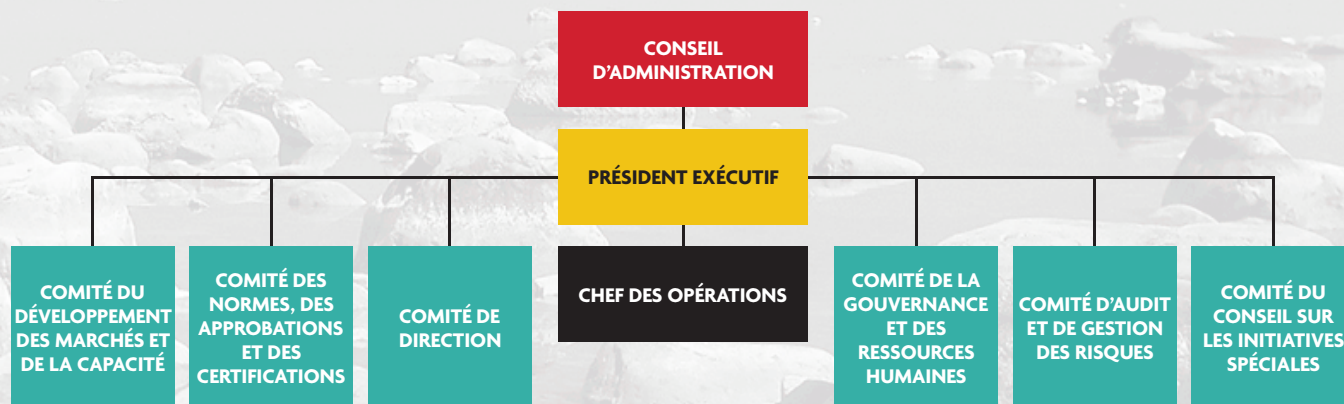 CONSEIL
D’ADMINISTRATION
PRÉSIDENT EXÉCUTIF
COMITÉ DU
DÉVELOPPEMENT
DES MARCHÉS ET
DE LA CAPACITÉ
COMITÉ DES
NORMES, DES
APPROBATIONS
ET DES
CERTIFICATIONS
COMITÉ DE
DIRECTION
CHEF DES OPÉRATIONS
COMITÉ DE LA
GOUVERNANCE
ET DES
RESSOURCES
HUMAINES
COMITÉ D’AUDIT
ET DE GESTION
DES RISQUES
COMITÉ DU
CONSEIL SUR
LES INITIATIVES
SPÉCIALES